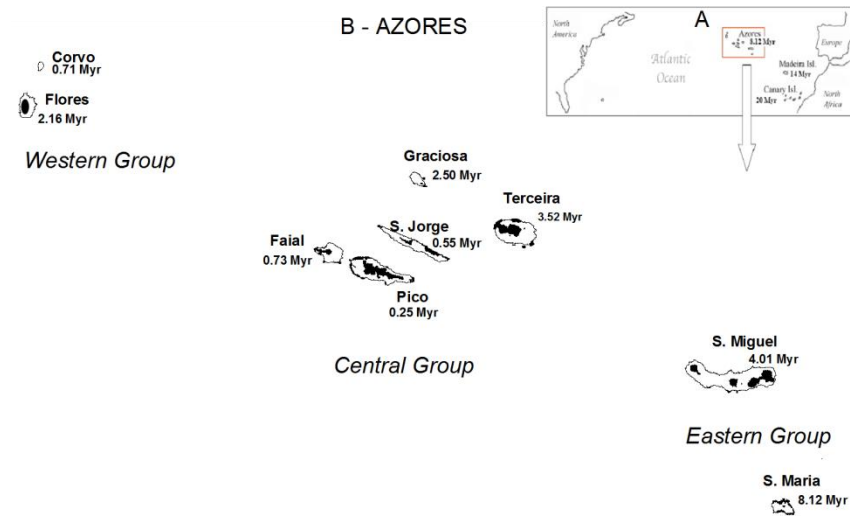 B - AZORES
A
North
America
Atlantic
Ocean
Azores
8.12 Myr
Europe
Madeira Isl.
14 Myr
Canary Isl.
20 Myr
North
Africa
Corvo
0.71 Myr
Flores
2.16 Myr
Western Group
Graciosa
2.50 Myr
Terceira
3.52 Myr
S. Jorge
0.55 Myr
Faial
0.73 Myr
Pico
0.25 Myr
Central Group
S. Miguel
4.01 Myr
Eastern Group
S. Maria
8.12 Myr